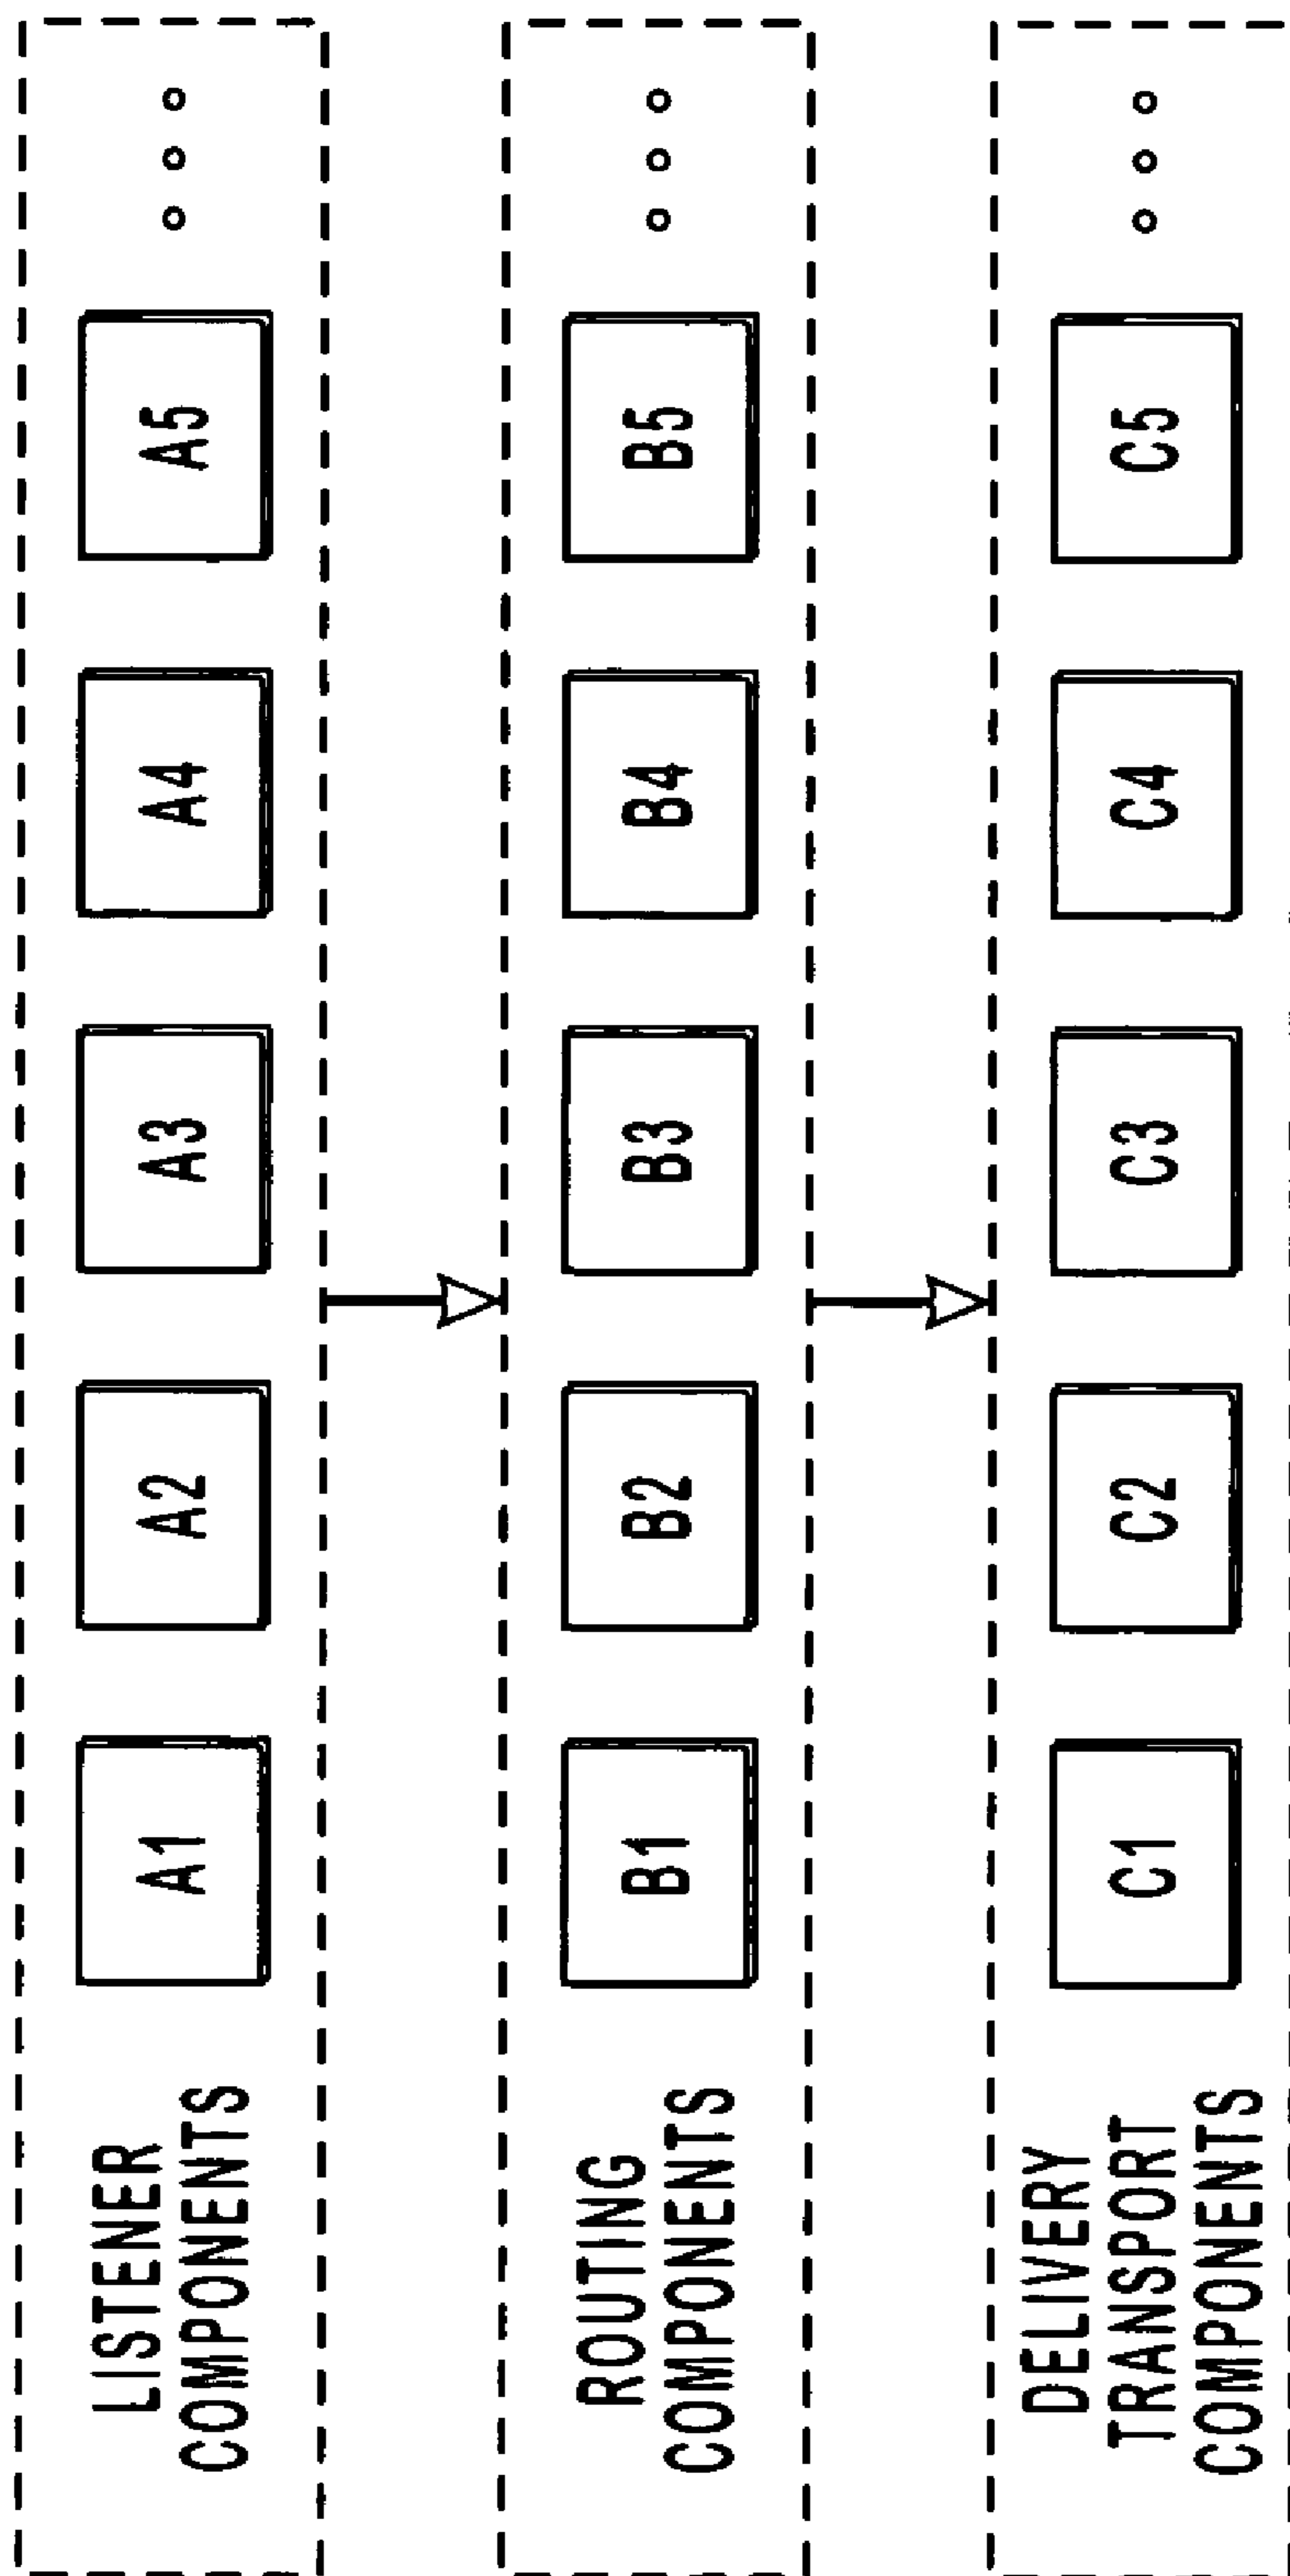 LISTENER
COMPONENTS
A1
A2
A3
A4
A5
ROUTING
COMPONENTS
B1
B2
B3
B4
B5
DELIVERY
TRANSPORT
COMPONENTS
C1
C2
C3
C4
C5